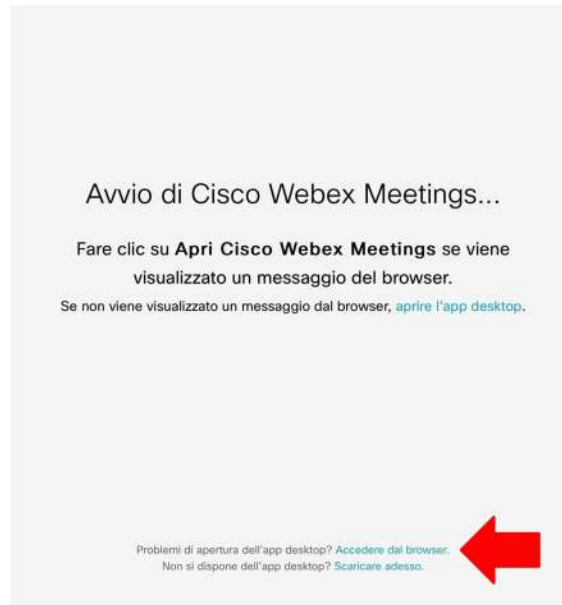 Avvio di Cisco Webex Meetings...
Fare clic su Apri Cisco Webex Meetings se viene
visualizzato un messaggio del browser.
Se non viene visualizzato un messaggio dal browser, aprire l'app desktop.
Problemi di apertura dell'app desktop? Accedere dal browser.
Non si dispone dell'app desktop? Scaricare adesso.